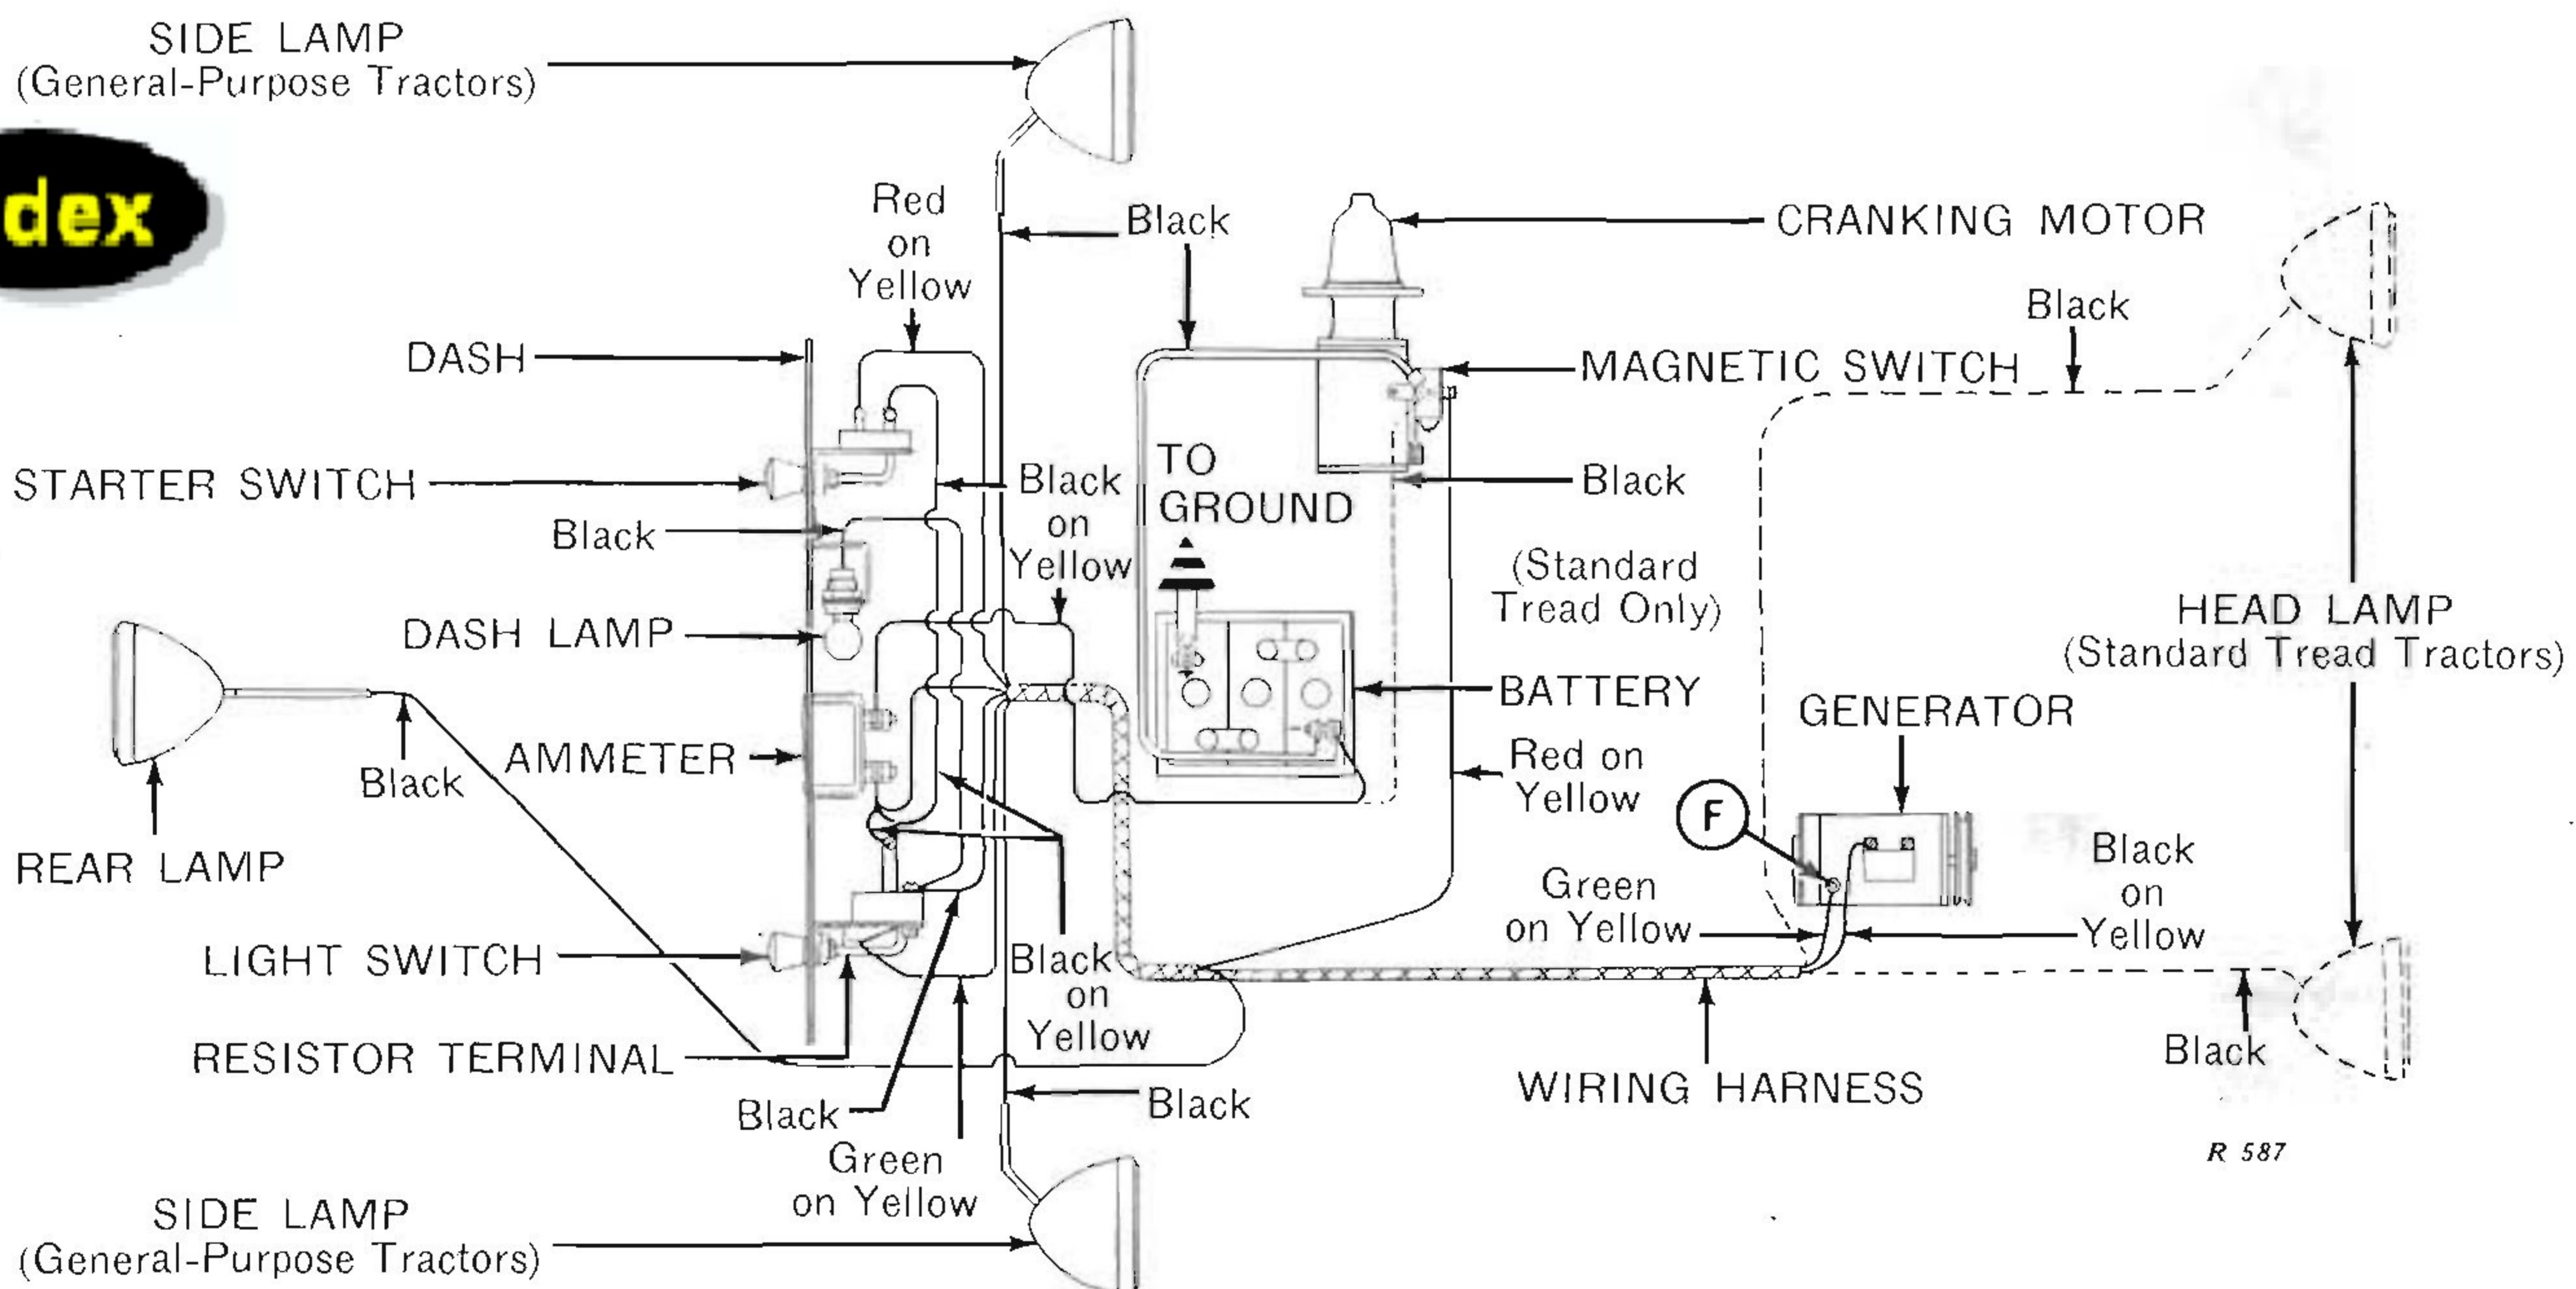 SIDE LAMP
(General-Purpose Tractors)
dex
Red
on
Yellow
Black
CRANKING MOTOR
Black
DASH
MAGNETIC SWITCH
STARTER SWITCH
Black
on
Yellow
TO
GROUND
Black
Black
(Standard
Tread Only)
DASH LAMP
HEAD LAMP
(Standard Tread Tractors)
BATTERY
GENERATOR
AMMETER
Black
Red on
Yellow
F
REAR LAMP
Green
on Yellow
Black
on
Yellow
LIGHT SWITCH
Black
on
Yellow
RESISTOR TERMINAL
Black
WIRING HARNESS
Black
Black
Green
on Yellow
R 587
SIDE LAMP
(General-Purpose Tractors)